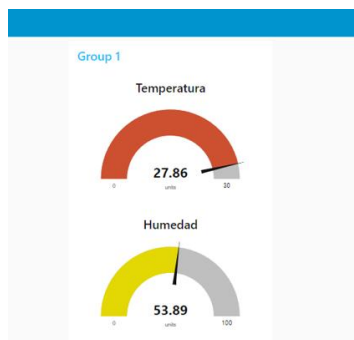 Group 1
Temperatura
27.86
0 units 30
Humedad
53.89
0 units 100